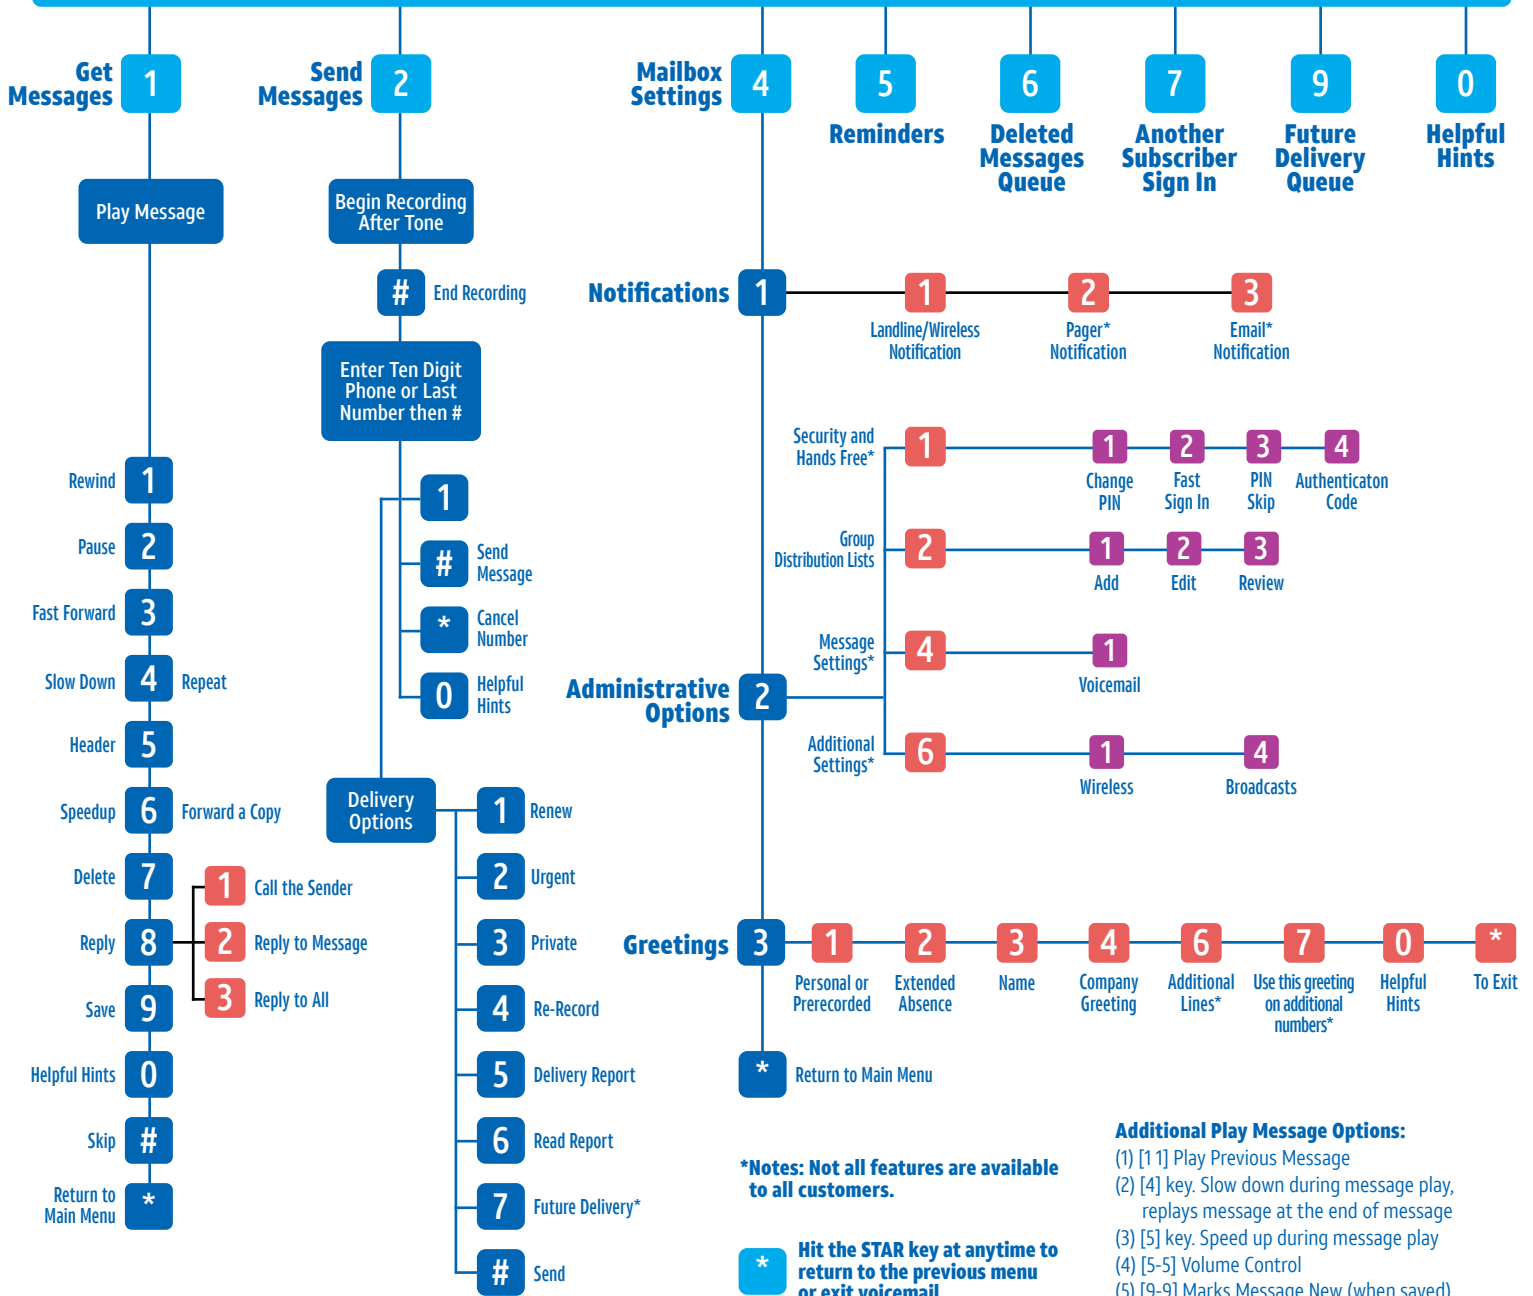 Get
Messages
1
Send
Messages
2
Mailbox
Settings
4
5
Reminders
6
Deleted
Messages
Queue
7
Another
Subscriber
Sign In
9
Future
Delivery
Queue
0
Helpful
Hints
Play Message
Rewind
1
Pause
2
Fast Forward
3
Slow Down
4
Repeat
Header
5
Speedup
6
Forward a Copy
Delete
7
Reply
8
1
Call the Sender
2
Reply to Message
3
Reply to All
Save
9
Helpful Hints
0
Skip
#
Return to
Main Menu
*
Begin Recording
After Tone
#
End Recording
Enter Ten Digit
Phone or Last
Number then #
1
#
Send
Message
*
Cancel
Number
0
Helpful
Hints
Delivery
Options
1
Renew
2
Urgent
3
Private
4
Re-Record
5
Delivery Report
6
Read Report
7
Future Delivery*
#
Send
Notifications
1
1
Landline/Wireless
Notification
2
Pager*
Notification
3
Email*
Notification
Administrative
Options
2
Security and
Hands Free*
1
1
Change
PIN
2
Fast
Sign In
3
PIN
Skip
4
Authenticaton
Code
Group
Distribution Lists
2
1
Add
2
Edit
3
Review
Message
Settings*
4
1
Voicemail
Additional
Settings*
6
1
Wireless
4
Broadcasts
Greetings
3
1
Personal or
Prerecorded
2
Extended
Absence
3
Name
4
Company
Greeting
6
Additional
Lines*
7
Use this greeting
on additional
numbers*
0
Helpful
Hints
*
To Exit
*
Return to Main Menu
*Notes: Not all features are available
to all customers.
*
Hit the STAR key at anytime to
return to the previous menu
or exit voicemail
Additional Play Message Options:
(1) [1 1] Play Previous Message
(2) [4] key. Slow down during message play,
replays message at the end of message
(3) [5] key. Speed up during message play
(4) [5-5] Volume Control
(5) [9-9] Marks Message New (when saved)